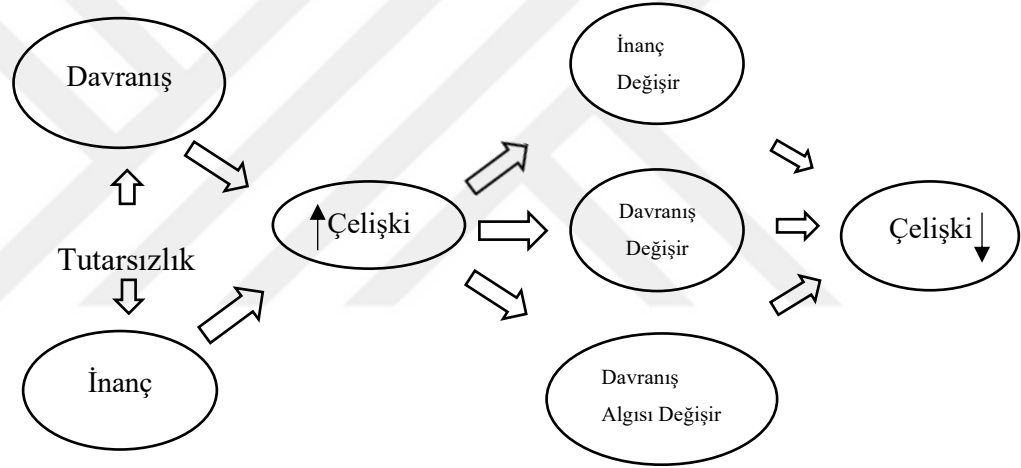 Davranış
Tutarsızlık
İnanç
Çelişki
İnanç
Değişir
Davranış
Değişir
Davranış
Algısı Değişir
Çelişki